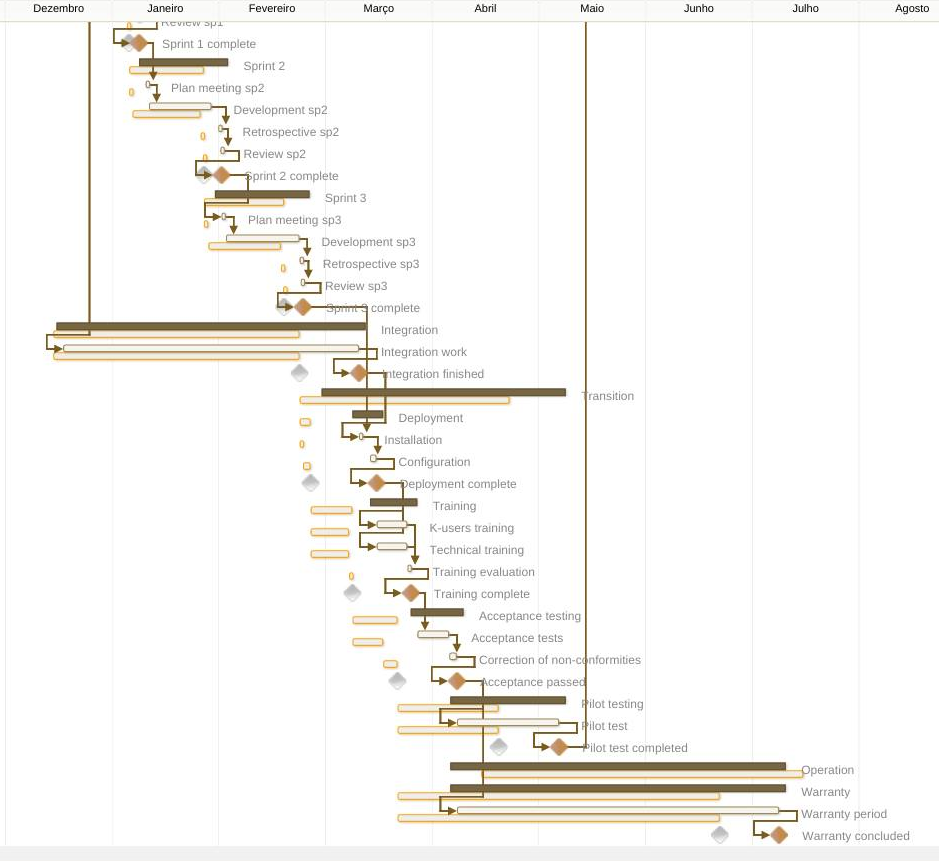 Dezembro Janeiro Fevereiro Março Abril Maio Junho Julho Agosto
Review sp1
Sprint 1 complete
Sprint 2
Plan meeting sp2
Development sp2
Retrospective sp2
Review sp2
Sprint 2 complete
Sprint 3
Plan meeting sp3
Development sp3
Retrospective sp3
Review sp3
Sprint 3 complete
Integration
Integration work
Integration finished
Transition
Deployment
Installation
Configuration
Deployment complete
Training
K-users training
Technical training
Training evaluation
Training complete
Acceptance testing
Acceptance tests
Correction of non-conformities
Acceptance passed
Pilot testing
Pilot test
Pilot test completed
Operation
Warranty
Warranty period
Warranty concluded